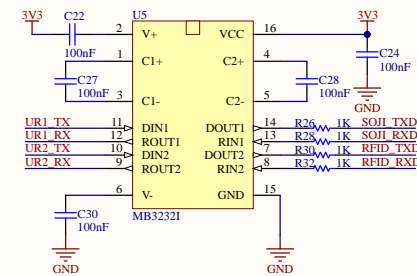 3V3 C22 U5 3V3
2 V+ VCC 16
100nF
1 C1+ C2+ 4 C24
100nF
C27 C28
100nF 100nF
3 C1- C2- 5
GND
UR1_TX 11 DIN1 DOUT1 14 R26 1K SOJI_TXD
UR1_RX 12 ROUT1 RIN1 13 R28 1K SOJI_RXD
UR2_TX 10 DIN2 DOUT2 7 R30 1K RFID_TXD
UR2_RX 9 ROUT2 RIN2 8 R32 1K RFID_RXD
6 V- GND 15
C30
100nF MB3232I
GND GND